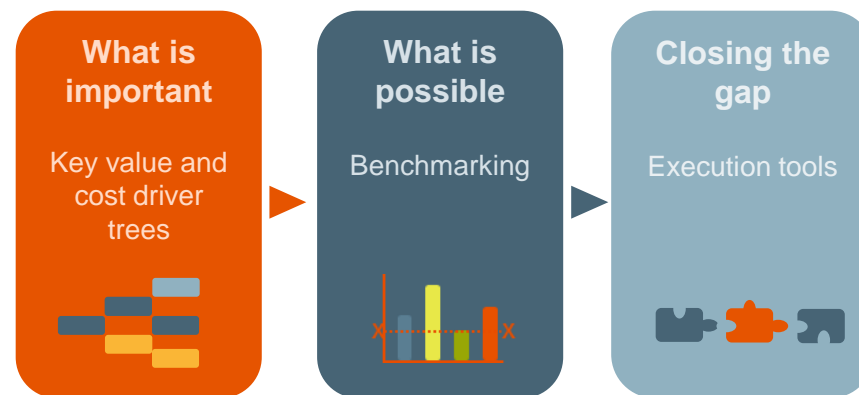 What is
important
Key value and
cost driver
trees
What is
possible
Benchmarking
X
X
Closing the
gap
Execution tools